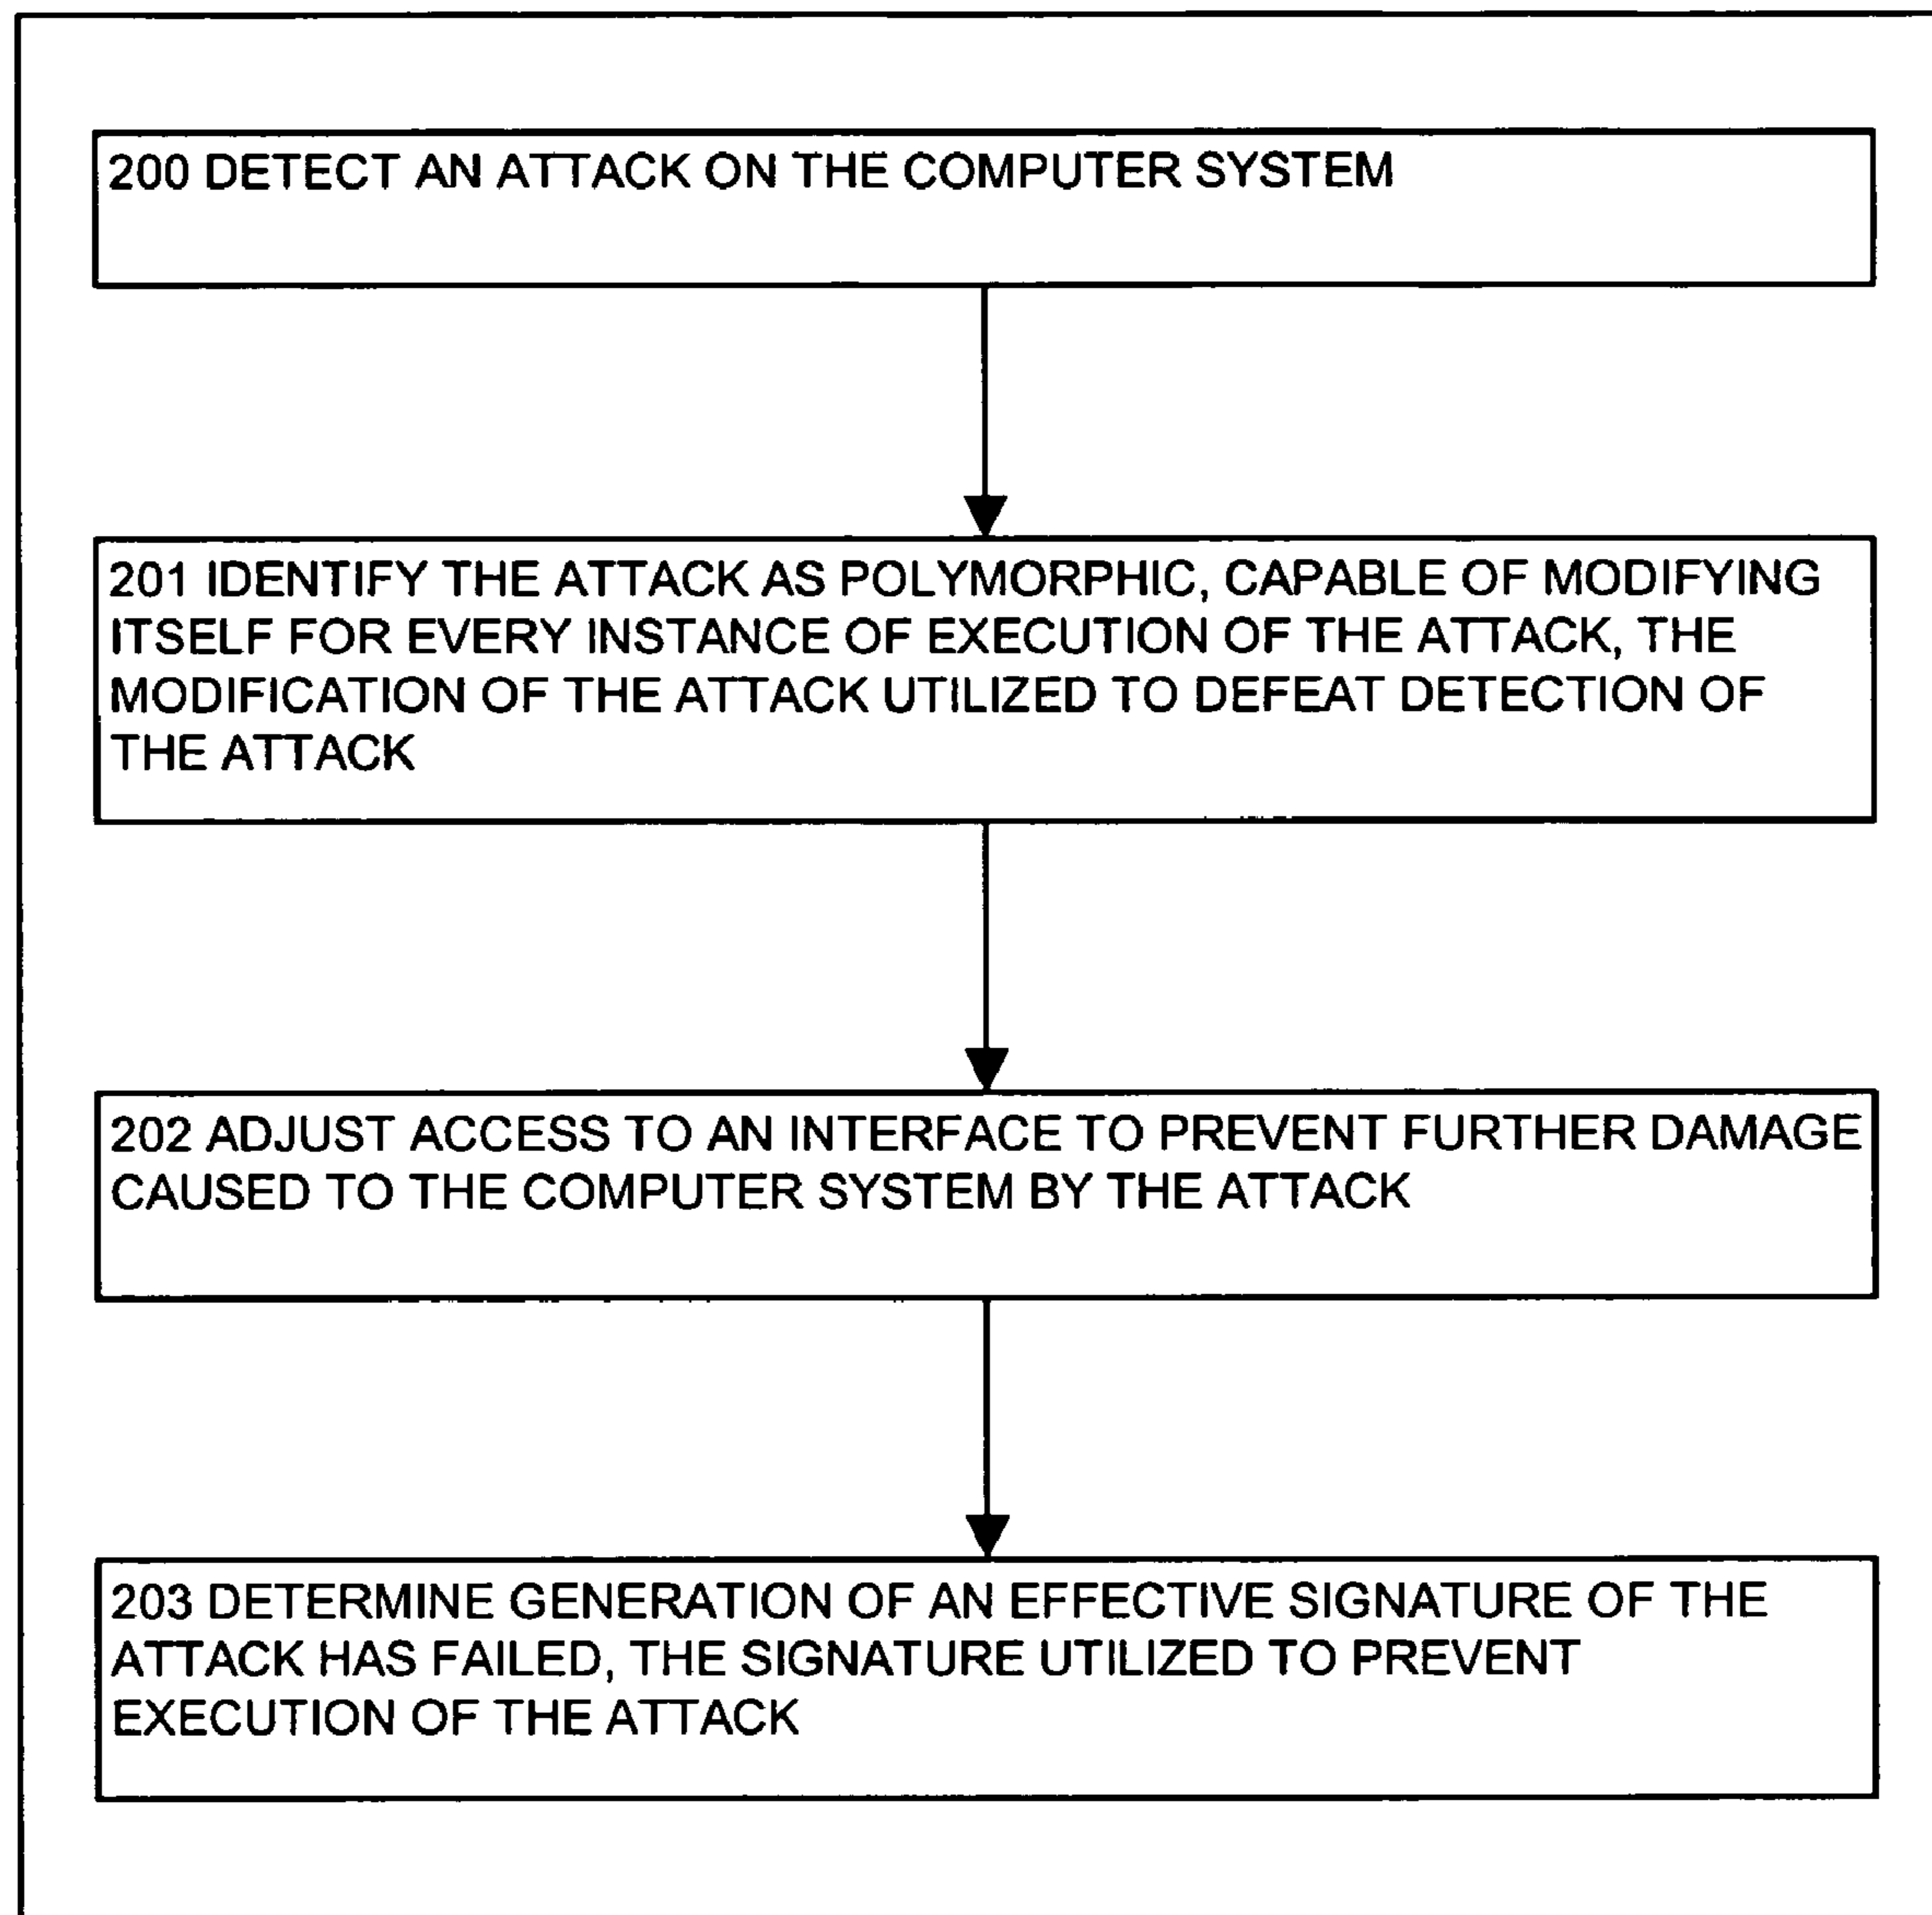 200 DETECT AN ATTACK ON THE COMPUTER SYSTEM
201 IDENTIFY THE ATTACK AS POLYMORPHIC, CAPABLE OF MODIFYING
ITSELF FOR EVERY INSTANCE OF EXECUTION OF THE ATTACK, THE
MODIFICATION OF THE ATTACK UTILIZED TO DEFEAT DETECTION OF
THE ATTACK
202 ADJUST ACCESS TO AN INTERFACE TO PREVENT FURTHER DAMAGE
CAUSED TO THE COMPUTER SYSTEM BY THE ATTACK
203 DETERMINE GENERATION OF AN EFFECTIVE SIGNATURE OF THE
ATTACK HAS FAILED, THE SIGNATURE UTILIZED TO PREVENT
EXECUTION OF THE ATTACK